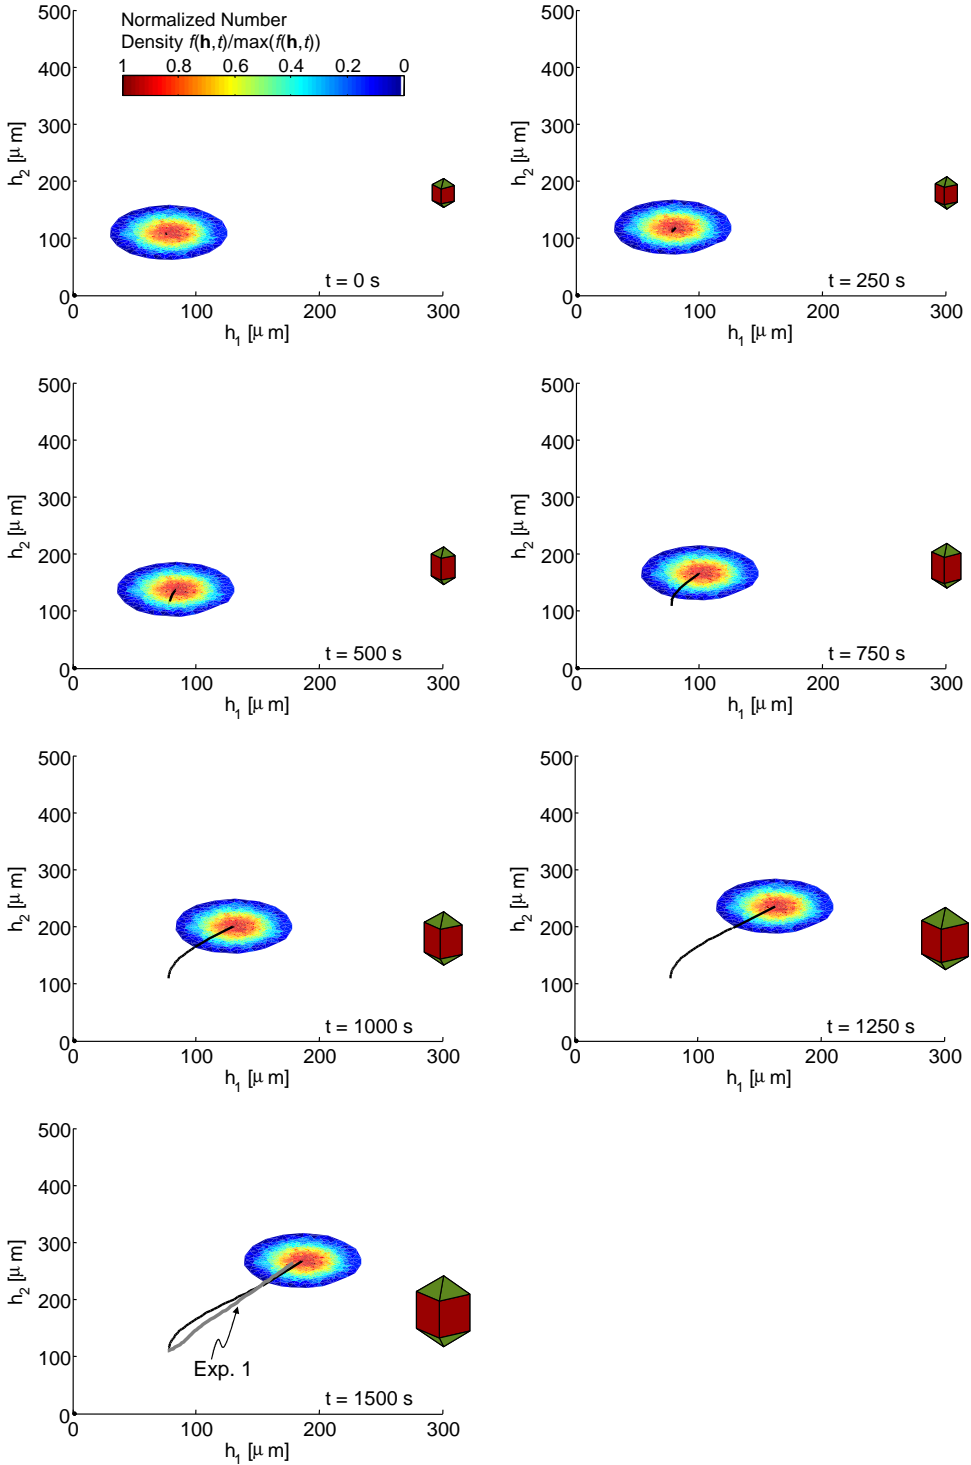 Normalized Number
Density f(h,t)/max(f(h,t))
1 0.8 0.6 0.4 0.2 0
500
400
300
200
100
0
h2 [μ m]
t = 0 s
0 100 200 300
h1 [μ m]
500
400
300
200
100
0
h2 [μ m]
t = 250 s
0 100 200 300
h1 [μ m]
500
400
300
200
100
0
h2 [μ m]
t = 500 s
0 100 200 300
h1 [μ m]
500
400
300
200
100
0
h2 [μ m]
t = 750 s
0 100 200 300
h1 [μ m]
500
400
300
200
100
0
h2 [μ m]
t = 1000 s
0 100 200 300
h1 [μ m]
500
400
300
200
100
0
h2 [μ m]
t = 1250 s
0 100 200 300
h1 [μ m]
500
400
300
200
100
0
h2 [μ m]
Exp. 1
t = 1500 s
0 100 200 300
h1 [μ m]